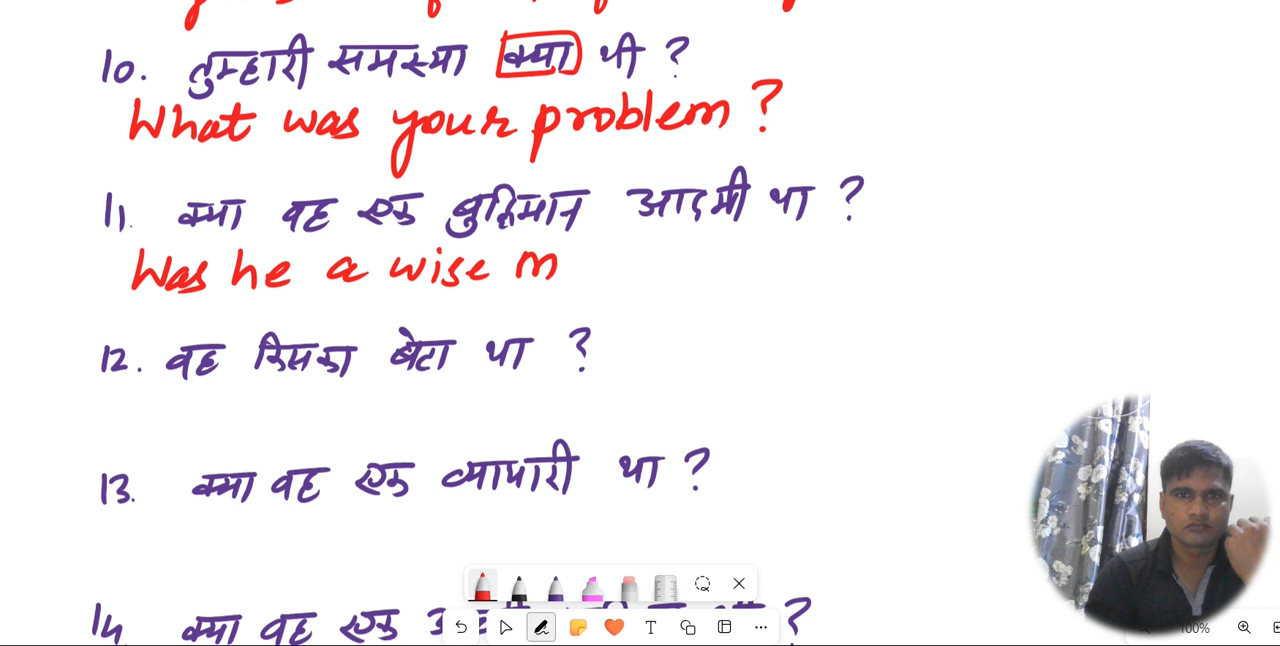 10. तुम्हारी समस्या क्या थी ?
What was your problem ?
11. क्या वह एक बुद्धिमान आदमी था ?
Was he a wise m
12. वह किसका बेटा था ?
13. क्या वह एक व्यापारी था ?
14 क्या वह एक ?
100%